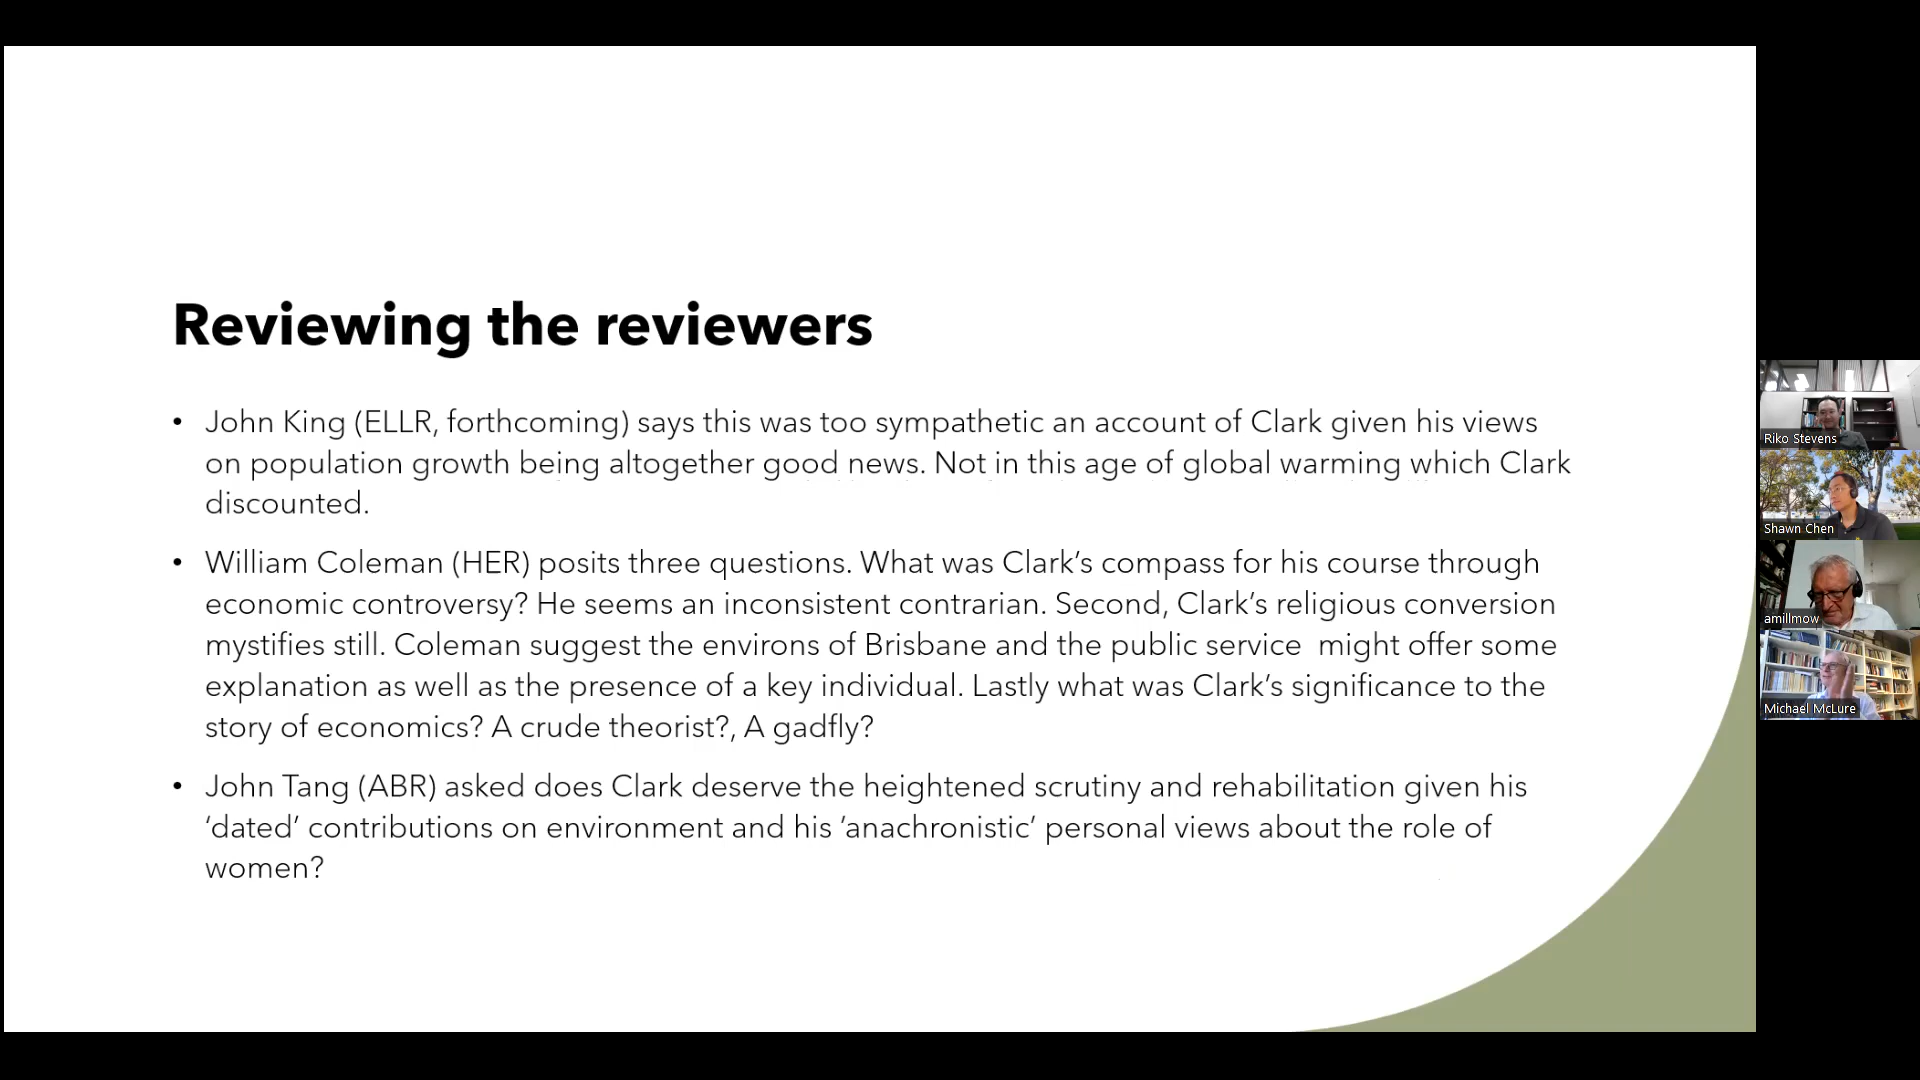 Reviewing the reviewers
• John King (ELLR, forthcoming) says this was too sympathetic an account of Clark given his views
on population growth being altogether good news. Not in this age of global warming which Clark
discounted.
• William Coleman (HER) posits three questions. What was Clark’s compass for his course through
economic controversy? He seems an inconsistent contrarian. Second, Clark’s religious conversion
mystifies still. Coleman suggest the environs of Brisbane and the public service  might offer some
explanation as well as the presence of a key individual. Lastly what was Clark’s significance to the
story of economics? A crude theorist?, A gadfly?
• John Tang (ABR) asked does Clark deserve the heightened scrutiny and rehabilitation given his
‘dated’ contributions on environment and his ‘anachronistic’ personal views about the role of
women?
Riko Stevens
Shawn Chen
amillmow
Michael McLure